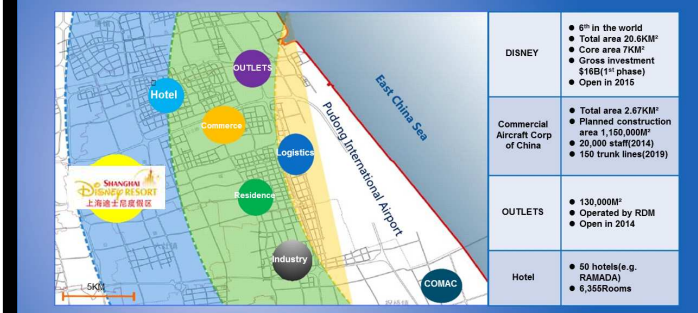 OUTLETS
Hotel
Commerce
Logistics
Residence
Industry
COMAC
East China Sea
Pudong International Airport
SHANGHAI
DISNEY RESORT
上海迪士尼度假区
5KM
DISNEY
● 6th in the world
● Total area 20.6KM²
● Core area 7KM²
● Gross investment
$16B(1st phase)
● Open in 2015
Commercial
Aircraft Corp
of China
● Total area 2.67KM²
● Planned construction
area 1,150,000M²
● 20,000 staff(2014)
● 150 trunk lines(2019)
OUTLETS
● 130,000M²
● Operated by RDM
● Open in 2014
Hotel
● 50 hotels(e.g.
RAMADA)
● 6,355Rooms